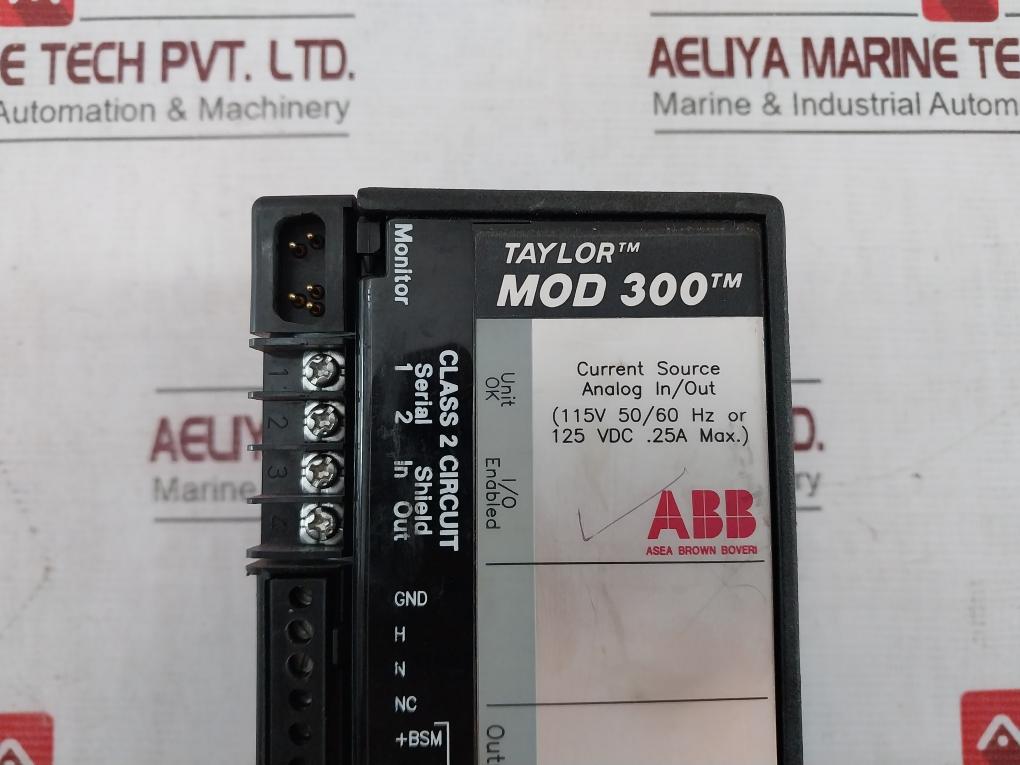 E TECH PVT. LTD.
Automation & Machinery
AELIYA MARINE TE
Marine & Industrial Autom
TAYLOR™
MOD 300™
Monitor
CLASS 2 CIRCUIT
Serial Shield
1 2 In Out
1
2
3
4
Unit
OK
I/O
Enabled
Current Source
Analog In/Out
(115V 50/60 Hz or
125 VDC .25A Max.)
ABB
ASEA BROWN BOVERI
AELIYA
Marine
D.
y
GND
H
N
NC
+BSM
Out